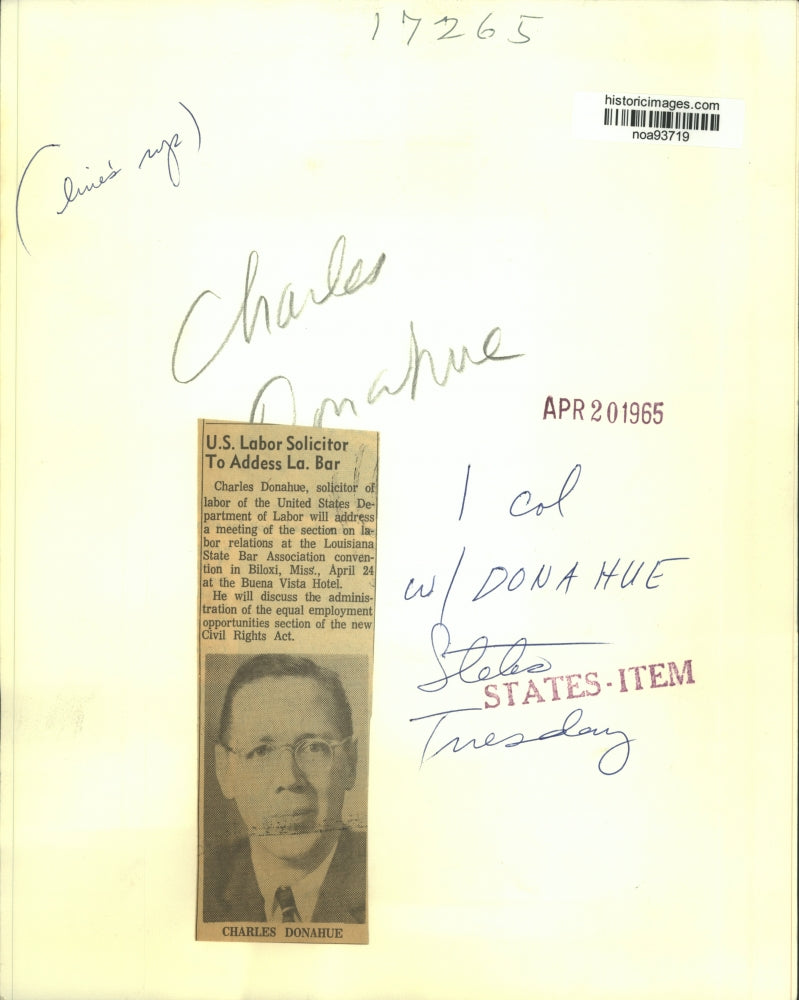 17265
historicimages.com
noa93719
Charles
Donahue
APR 20 1965
U.S. Labor Solicitor
To Addess La. Bar
Charles Donahue, solicitor of
labor of the United States De-
partment of Labor will address
a meeting of the section on la-
bor relations at the Louisiana
State Bar Association conven-
tion in Biloxi, Miss., April 24
at the Buena Vista Hotel.
He will discuss the adminis-
tration of the equal employment
opportunities section of the new
Civil Rights Act.
CHARLES DONAHUE
1 col
w/ DONAHUE
States
STATES-ITEM
Tuesday